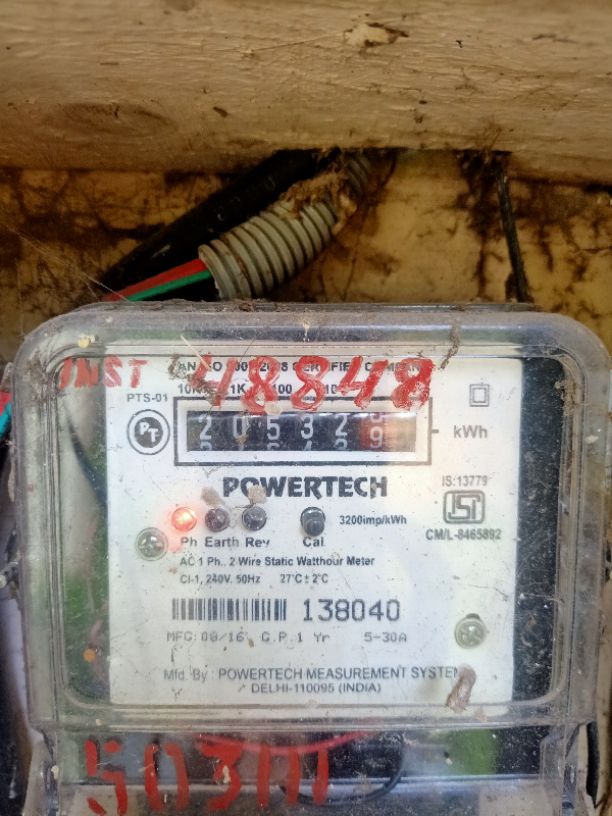 INST 48848
PTS-01
PT
205329
kWh
POWERTECH
IS:13779
3200imp/kWh
CM/L-8465892
Ph Earth Rev Cal
AC 1 Ph., 2 Wire Static Watthour Meter
Cl-1, 240V. 50Hz 27°C ± 2°C
138040
MFG: 08/16 G.P. 1 Yr 5-30A
Mfd. By : POWERTECH MEASUREMENT SYSTEM
DELHI-110095 (INDIA)